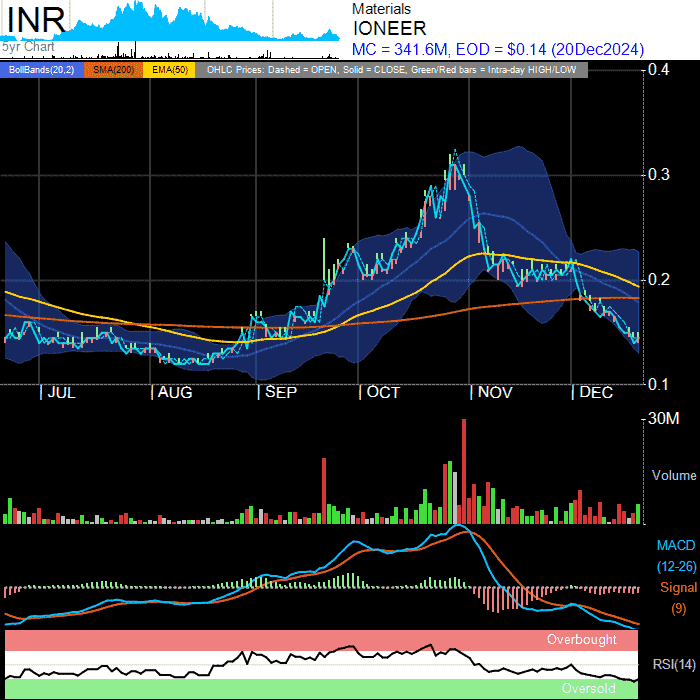 INR
5yr Chart
Materials
IONEER
MC = 341.6M, EOD = $0.14 (20Dec2024)
BollBands(20,2) SMA(200) EMA(50) OHLC Prices: Dashed = OPEN, Solid = CLOSE, Green/Red bars = Intra-day HIGH/LOW
0.4
0.3
0.2
0.1
| JUL | AUG | SEP | OCT | NOV | DEC
30M
Volume
MACD
(12-26)
Signal
(9)
Overbought
RSI(14)
Oversold